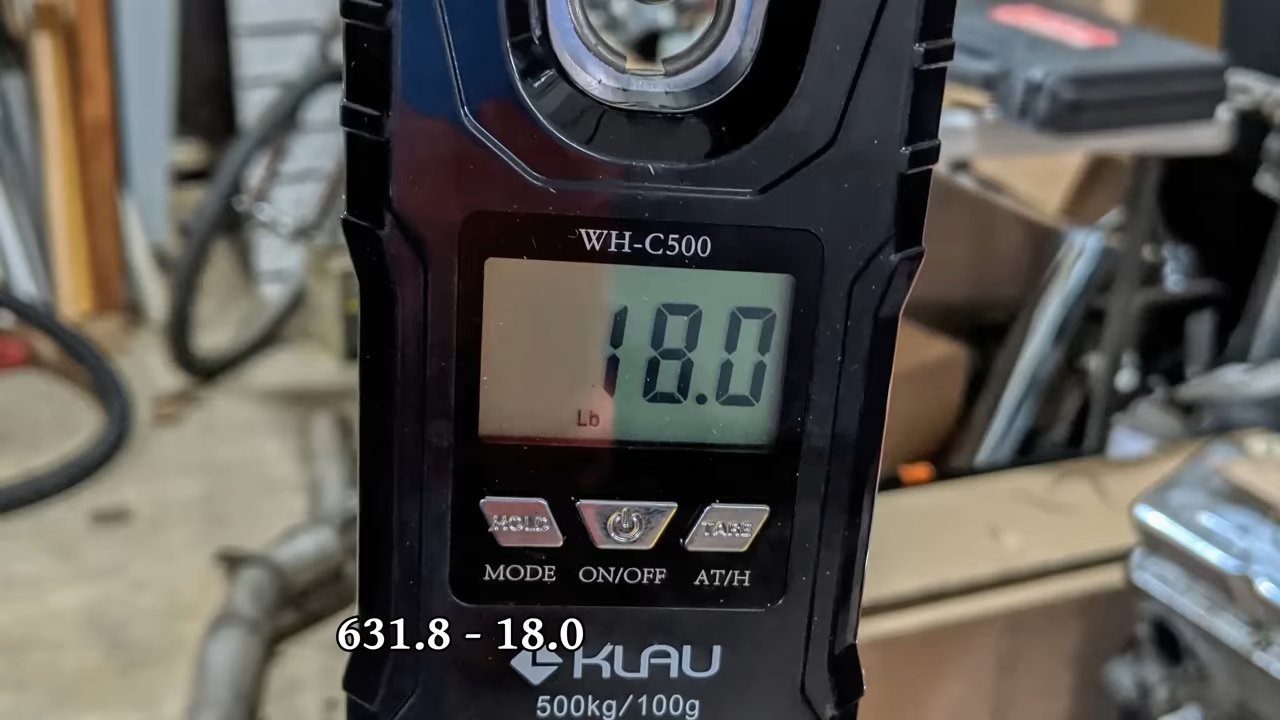 WH-C500
18.0
Lb
HOLD TARE
MODE ON/OFF AT/H
631.8 - 18.0
KLAU
500kg/100g